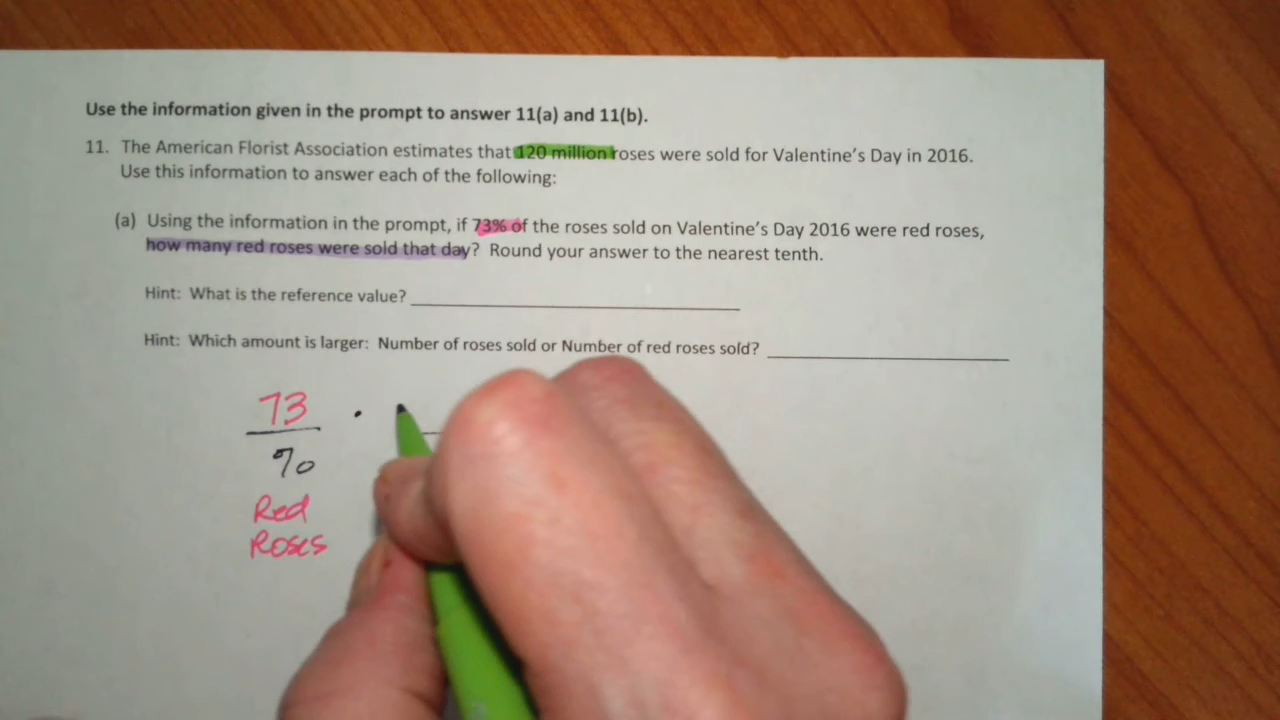 Use the information given in the prompt to answer 11(a) and 11(b).
11. The American Florist Association estimates that 120 million roses were sold for Valentine's Day in 2016.
Use this information to answer each of the following:
(a) Using the information in the prompt, if 73% of the roses sold on Valentine's Day 2016 were red roses,
how many red roses were sold that day? Round your answer to the nearest tenth.
Hint: What is the reference value? ____________________
Hint: Which amount is larger: Number of roses sold or Number of red roses sold? ____________________
73 ·
%
Red
Roses